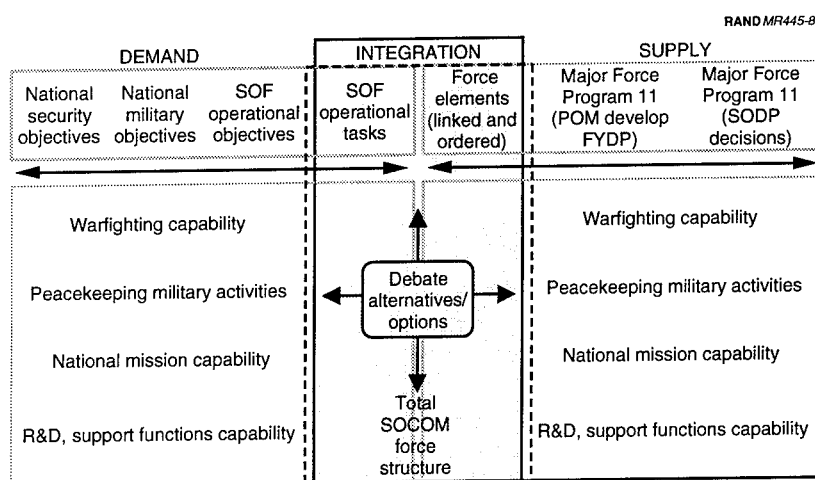 RAND MR445-8
DEMAND
INTEGRATION
SUPPLY
National
security
objectives
National
military
objectives
SOF
operational
objectives
SOF
operational
tasks
Force
elements
(linked and
ordered)
Major Force
Program 11
(POM develop
FYDP)
Major Force
Program 11
(SODP
decisions)
Warfighting capability
Peacekeeping military activities
National mission capability
R&D, support functions capability
Debate
alternatives/
options
Total
SOCOM
force
structure
Warfighting capability
Peacekeeping military activities
National mission capability
R&D, support functions capability